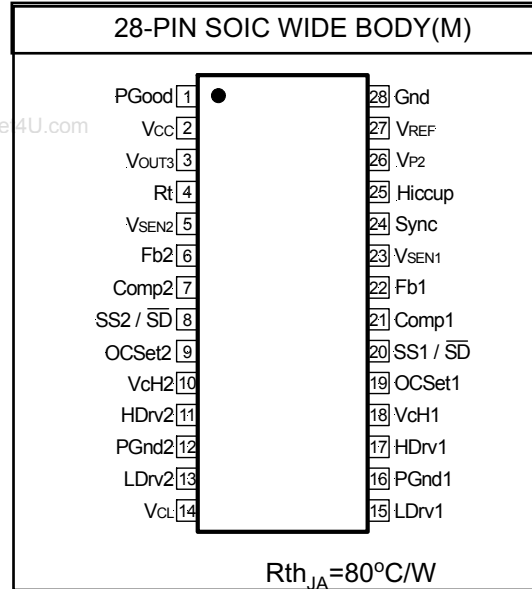 28-PIN SOIC WIDE BODY(M)
PGood 1 28 Gnd
4U.com
VCC 2 27 VREF
VOUT3 3 26 VP2
Rt 4 25 Hiccup
VSEN2 5 24 Sync
Fb2 6 23 VSEN1
Comp2 7 22 Fb1
SS2 / SD 8 21 Comp1
OCSet2 9 20 SS1 / SD
VcH2 10 19 OCSet1
HDrv2 11 18 VcH1
PGnd2 12 17 HDrv1
LDrv2 13 16 PGnd1
VCL 14 15 LDrv1
RthJA=80°C/W